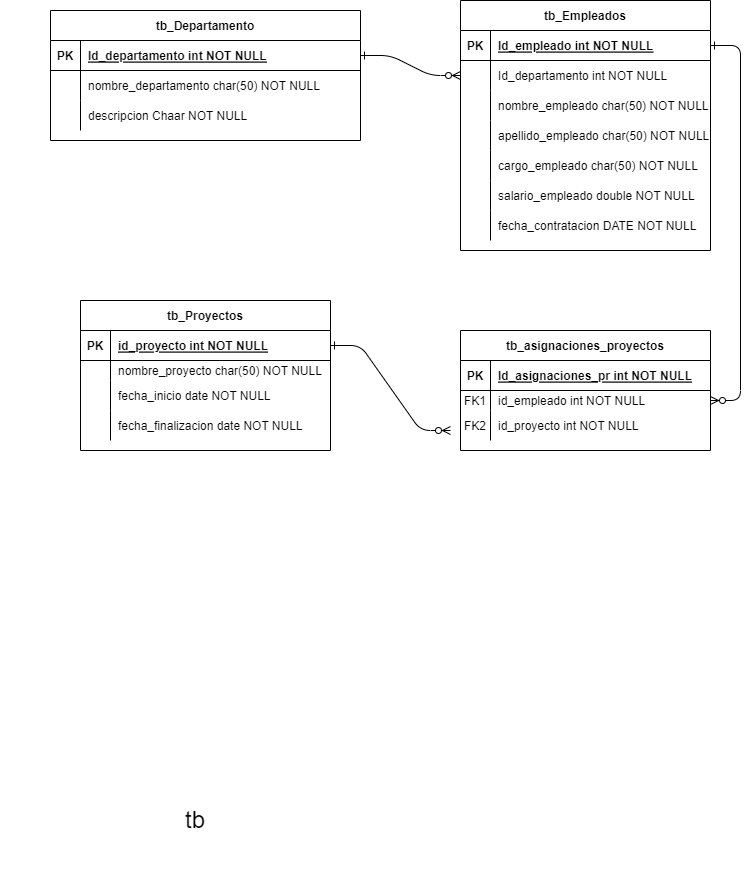 tb_Departamento
PK Id_departamento int NOT NULL
nombre_departamento char(50) NOT NULL
descripcion Chaar NOT NULL
tb_Empleados
PK Id_empleado int NOT NULL
Id_departamento int NOT NULL
nombre_empleado char(50) NOT NULL
apellido_empleado char(50) NOT NULL
cargo_empleado char(50) NOT NULL
salario_empleado double NOT NULL
fecha_contratacion DATE NOT NULL
tb_Proyectos
PK id_proyecto int NOT NULL
nombre_proyecto char(50) NOT NULL
fecha_inicio date NOT NULL
fecha_finalizacion date NOT NULL
tb_asignaciones_proyectos
PK Id_asignaciones_pr int NOT NULL
FK1 id_empleado int NOT NULL
FK2 id_proyecto int NOT NULL
tb